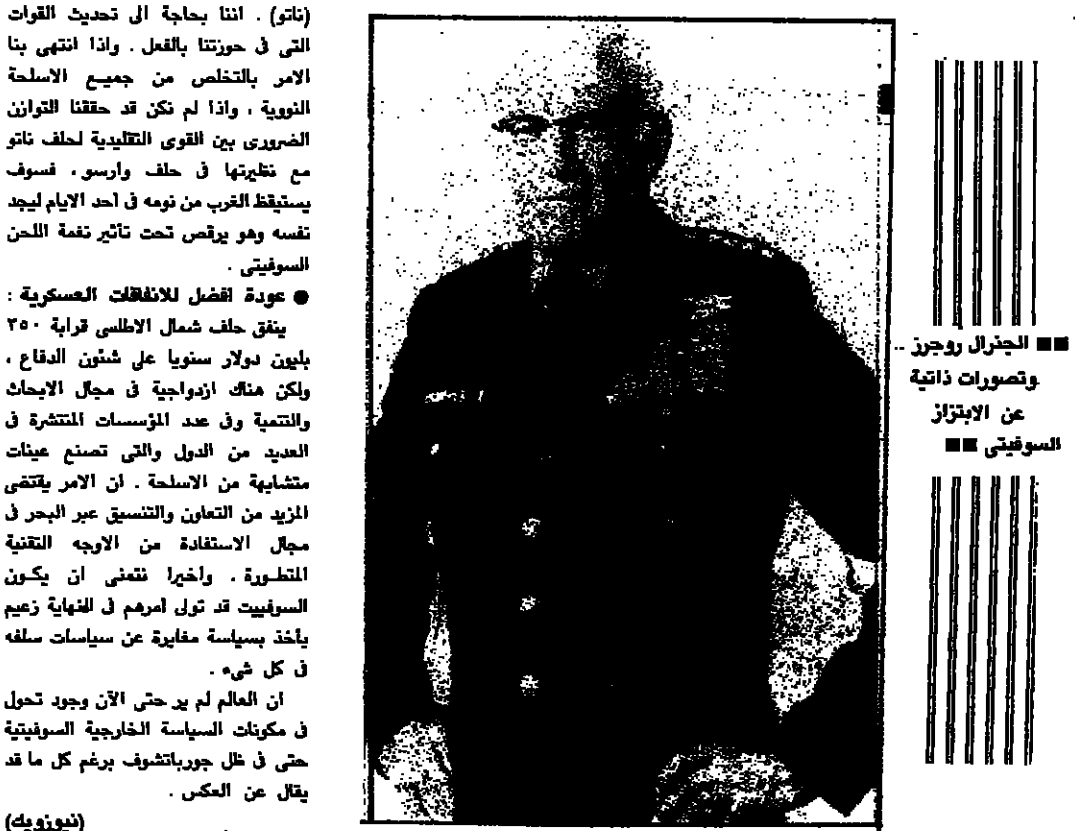 ■■ الجنرال روجرز ..
وتصورات ذاتية
عن الابتزاز
السوفيتى ■■
(ناتو) . اننا بحاجة الى تحديث القوات
التى فى حوزتنا بالفعل . واذا انتهى بنا
الامر بالتخلص من جميع الاسلحة
النووية ، واذا لم نكن قد حققنا التوازن
الضرورى بين القوى التقليدية لحلف ناتو
مع نظيرتها فى حلف وارسو ، فسوف
يستيقظ الغرب من نومه فى احد الايام ليجد
نفسه وهو يرقص تحت تأثير نغمة اللحن
السوفيتى .
● عودة افضل للانفاقات العسكرية :
ينفق حلف شمال الاطلسى قرابة ٣٥٠
بليون دولار سنويا على شئون الدفاع ،
ولكن هناك ازدواجية فى مجال الابحاث
والتنمية وفى عدد المؤسسات المنتشرة فى
العديد من الدول والتى تصنع عينات
متشابهة من الاسلحة . ان الامر يقتضى
المزيد من التعاون والتنسيق عبر البحر فى
مجال الاستفادة من الاوجه التقنية
المتطورة . واخيرا نتمنى ان يكون
السوفييت قد تولى امرهم فى النهاية زعيم
يأخذ بسياسة مغايرة عن سياسات سلفه
فى كل شىء .
ان العالم لم ير حتى الآن وجود تحول
فى مكونات السياسة الخارجية السوفيتية
حتى فى ظل جورباتشوف برغم كل ما قد
يقال عن العكس .
(نيوزويك)